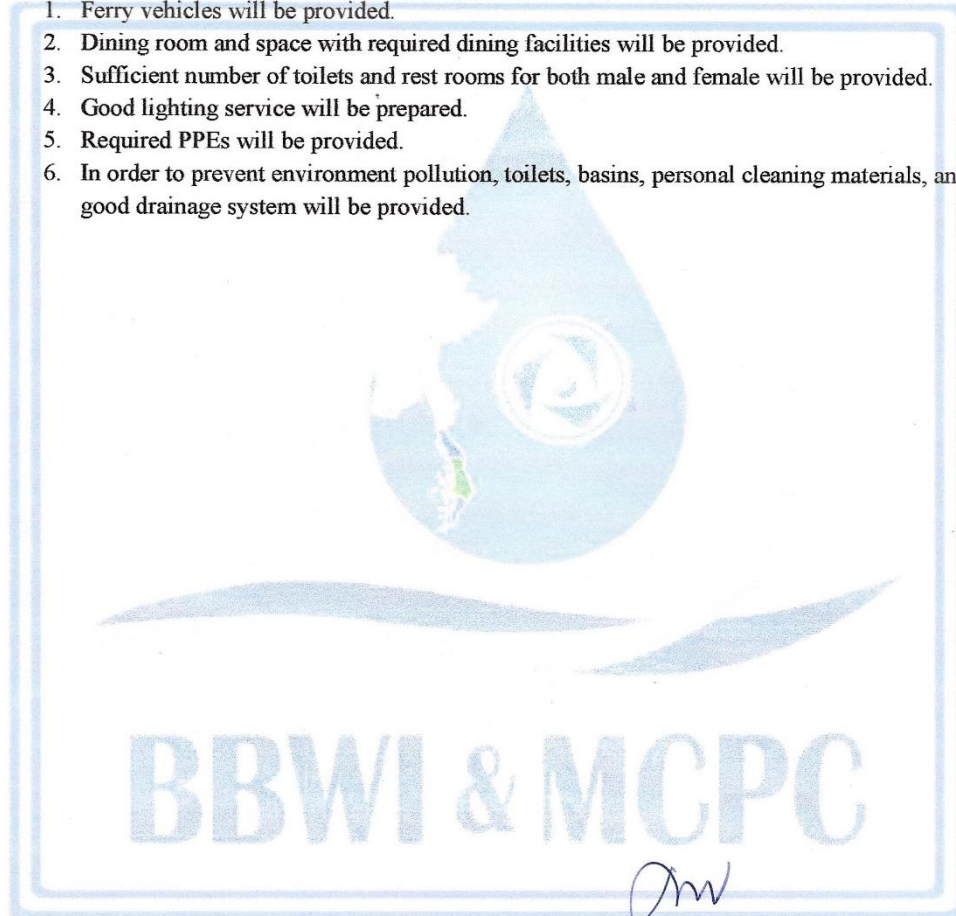 1. Ferry vehicles will be provided.
2. Dining room and space with required dining facilities will be provided.
3. Sufficient number of toilets and rest rooms for both male and female will be provided.
4. Good lighting service will be prepared.
5. Required PPEs will be provided.
6. In order to prevent environment pollution, toilets, basins, personal cleaning materials, an
good drainage system will be provided.
BBWI & MCPC